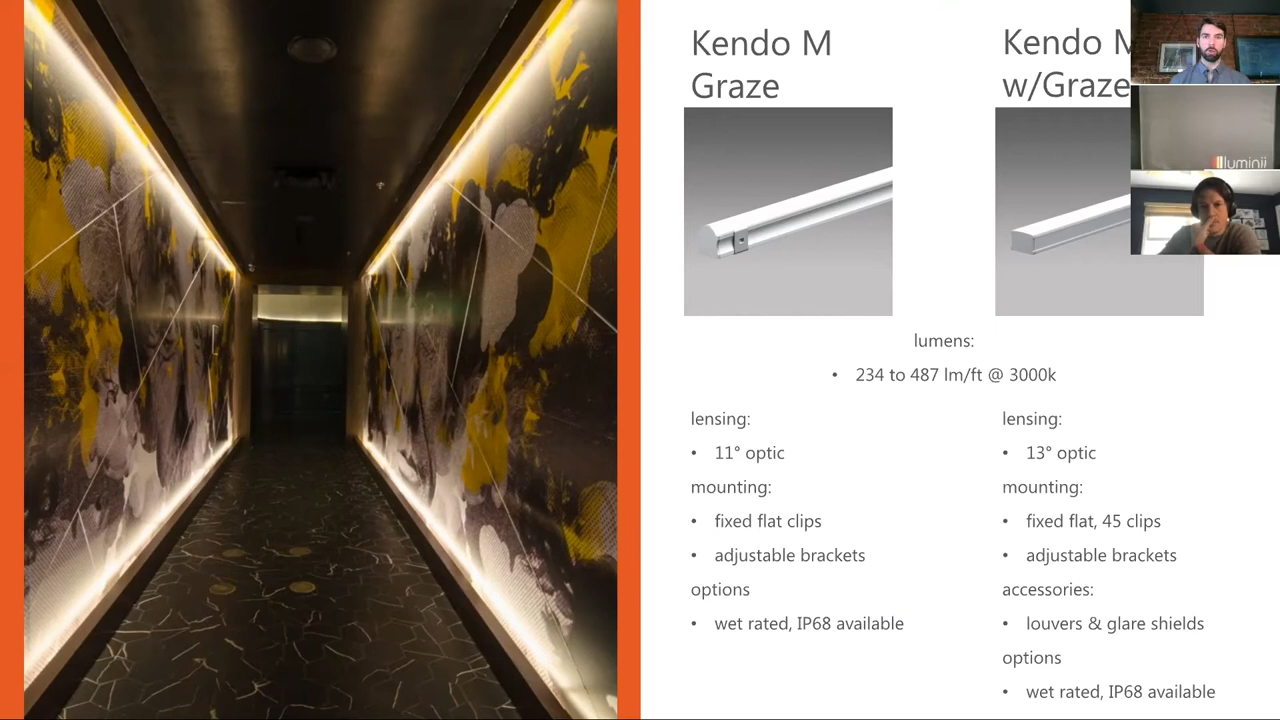 Kendo M
Graze
Kendo M
w/Graze
lluminii
lumens:
• 234 to 487 lm/ft @ 3000k
lensing:
• 11° optic
mounting:
• fixed flat clips
• adjustable brackets
options
• wet rated, IP68 available
lensing:
• 13° optic
mounting:
• fixed flat, 45 clips
• adjustable brackets
accessories:
• louvers & glare shields
options
• wet rated, IP68 available